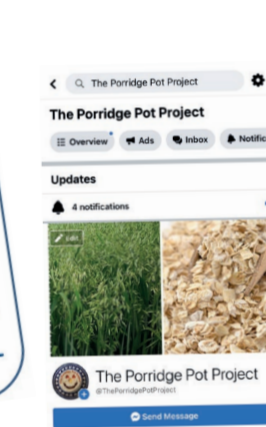 The Porridge Pot Project
The Porridge Pot Project
Overview Ads Inbox Notific
Updates
4 notifications
Edit
The Porridge Pot Project
@ThePorridgePotProject
Send Message